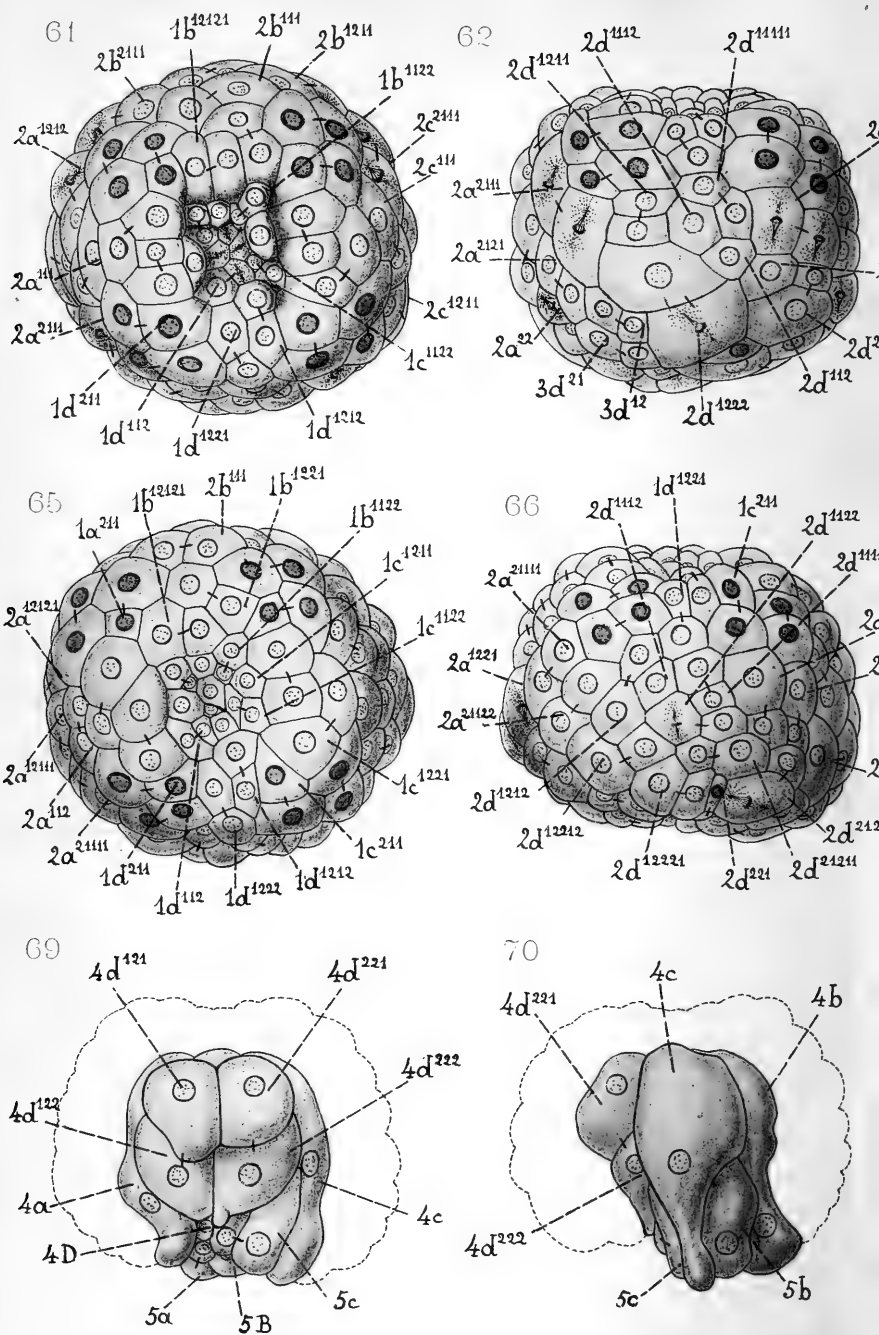 61
1b¹²¹²¹
2b¹¹¹
2b¹²¹¹
2b²¹¹¹
1b¹¹²²
2a¹²¹²
2c²¹¹¹
2c¹¹¹
2a¹¹¹
2c¹²¹¹
2a²¹¹¹
1c¹¹²²
1d²¹¹
1d¹¹²
1d¹²²¹
1d¹²¹²
62
2d¹¹¹²
2d¹¹¹¹¹
2d¹²¹¹
2a²¹¹¹
2a²¹²¹
2a²²
3d²¹
3d¹²
2d¹²²²
2d¹¹²
65
1b¹²¹²¹
2b¹¹¹
1b¹²²¹
1a²¹¹
1b¹¹²²
1c¹²¹¹
2a¹²¹²¹
1c¹¹²²
2a¹²¹¹¹
1c¹²²¹
2a¹¹²
2a²¹¹¹¹
1c²¹¹
1d²¹¹
1d¹¹²
1d¹²²²
1d¹²¹²
66
1d¹²²¹
1c²¹¹
2d¹¹¹²
2d¹¹²²
2a²¹¹¹¹
2a¹²²¹
2a²¹¹²²
2d¹²¹²
2d¹²²¹²
2d¹²²²¹
2d²²¹
2d²¹²¹¹
69
4d¹²¹
4d²²¹
4d²²²
4d¹²²
4a
4c
4D
5a
5B
5c
70
4c
4d²²¹
4b
4d²²²
5c
5b